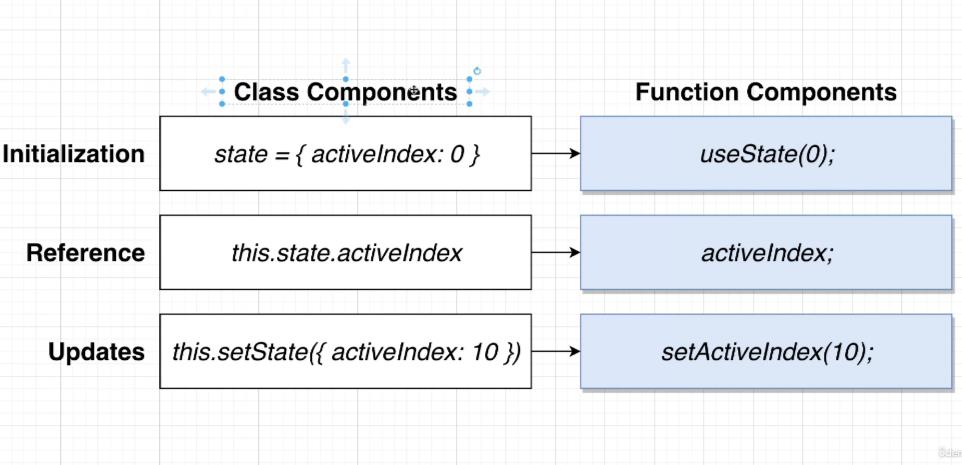 Class Components
Function Components
Initialization
state = { activeIndex: 0 }
useState(0);
Reference
this.state.activeIndex
activeIndex;
Updates
this.setState({ activeIndex: 10 })
setActiveIndex(10);